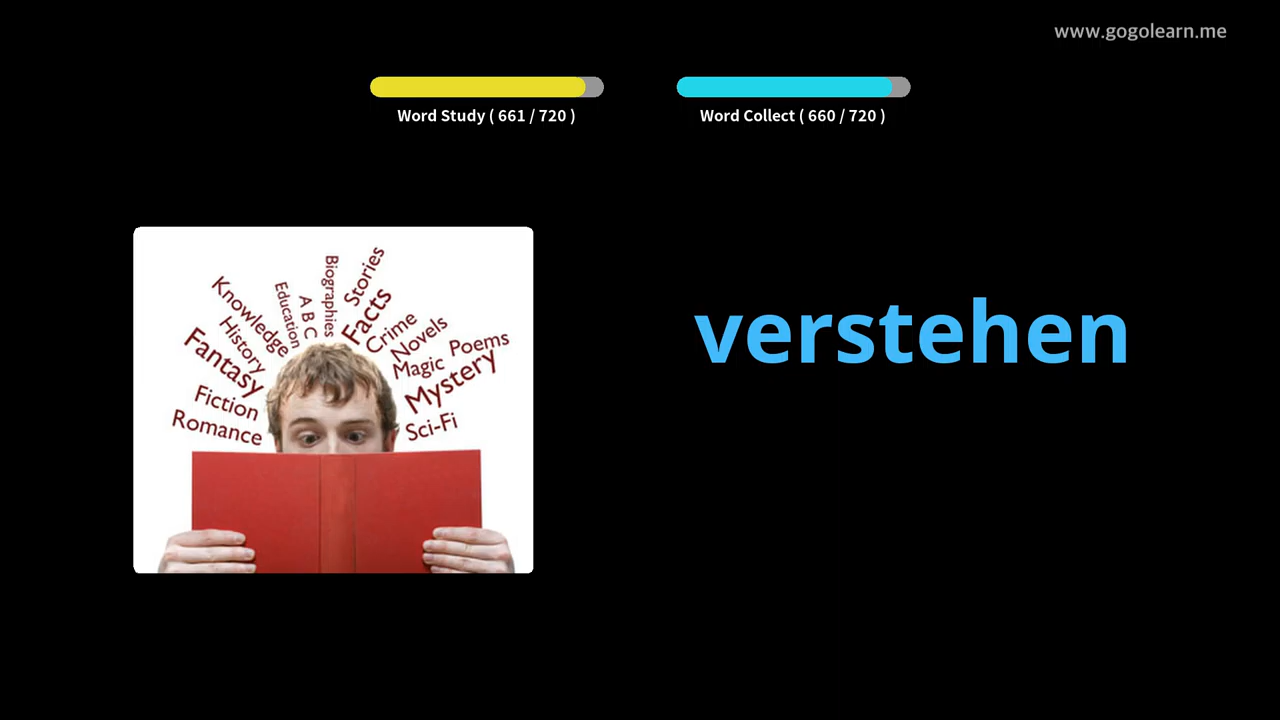 www.gogolearn.me
Word Study ( 661 / 720 )
Word Collect ( 660 / 720 )
verstehen
Romance
Fiction
Fantasy
History
Knowledge
Education
A B C
Biographies
Stories
Facts
Crime
Novels
Magic
Poems
Mystery
Sci-Fi